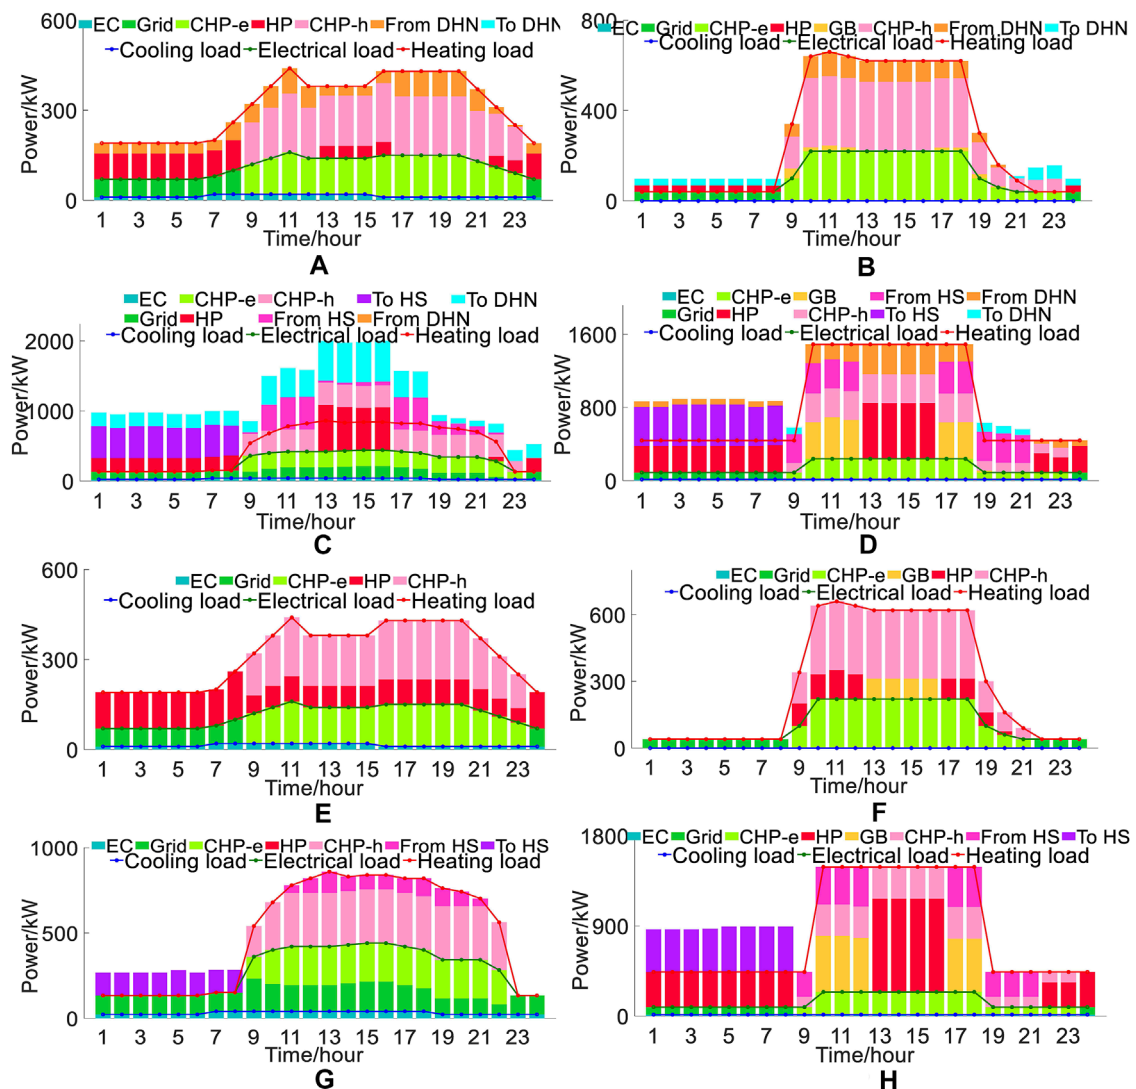 600
EC Grid CHP-e HP CHP-h From DHN To DHN
Cooling load Electrical load Heating load
300
0
Power/kW
1 3 5 7 9 11 13 15 17 19 21 23
Time/hour
A
800
EC Grid CHP-e HP GB CHP-h From DHN To DHN
Cooling load Electrical load Heating load
400
0
Power/kW
1 3 5 7 9 11 13 15 17 19 21 23
Time/hour
B
EC CHP-e CHP-h To HS To DHN
Grid HP From HS From DHN
Cooling load Electrical load Heating load
2000
1000
0
Power/kW
1 3 5 7 9 11 13 15 17 19 21 23
Time/hour
C
EC CHP-e GB From HS From DHN
Grid HP CHP-h To HS To DHN
Cooling load Electrical load Heating load
1600
800
0
Power/kW
1 3 5 7 9 11 13 15 17 19 21 23
Time/hour
D
600
EC Grid CHP-e HP CHP-h
Cooling load Electrical load Heating load
300
0
Power/kW
1 3 5 7 9 11 13 15 17 19 21 23
Time/hour
E
EC Grid CHP-e GB HP CHP-h
Cooling load Electrical load Heating load
600
300
0
Power/kW
1 3 5 7 9 11 13 15 17 19 21 23
Time/hour
F
1000
EC Grid CHP-e HP CHP-h From HS To HS
Cooling load Electrical load Heating load
500
0
Power/kW
1 3 5 7 9 11 13 15 17 19 21 23
Time/hour
G
1800
EC Grid CHP-e HP GB CHP-h From HS To HS
Cooling load Electrical load Heating load
900
0
Power/kW
1 3 5 7 9 11 13 15 17 19 21 23
Time/hour
H